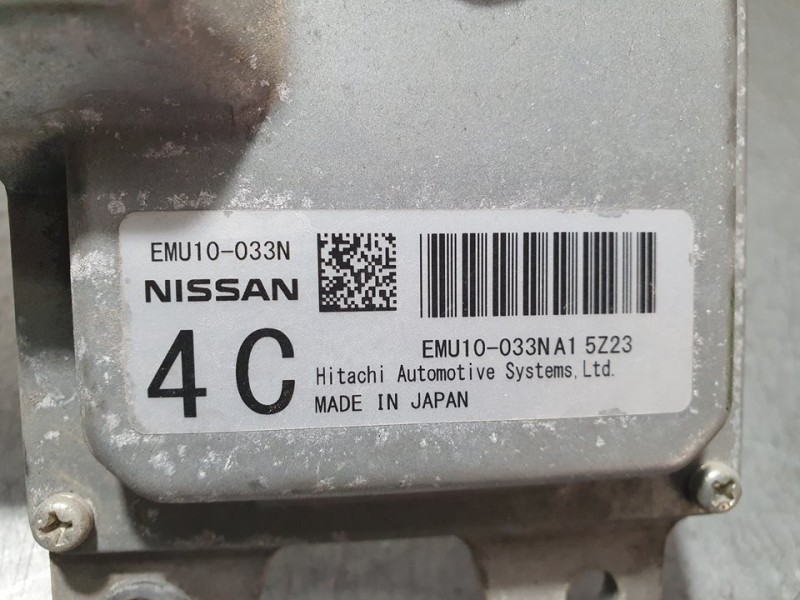 EMU10-033N
NISSAN
4C
EMU10-033NA1 5Z23
Hitachi Automotive Systems,Ltd.
MADE IN JAPAN